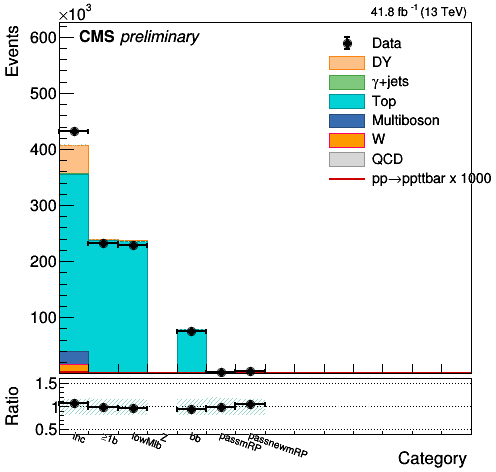 ×10³ 41.8 fb⁻¹ (13 TeV)
Events
CMS preliminary
600
500
400
300
200
100
Data
DY
γ+jets
Top
Multiboson
W
QCD
pp→ppttbar x 1000
Ratio
1.5
1
0.5
inc ≥1b lowMlb Z bb passmRP passnewmRP
Category